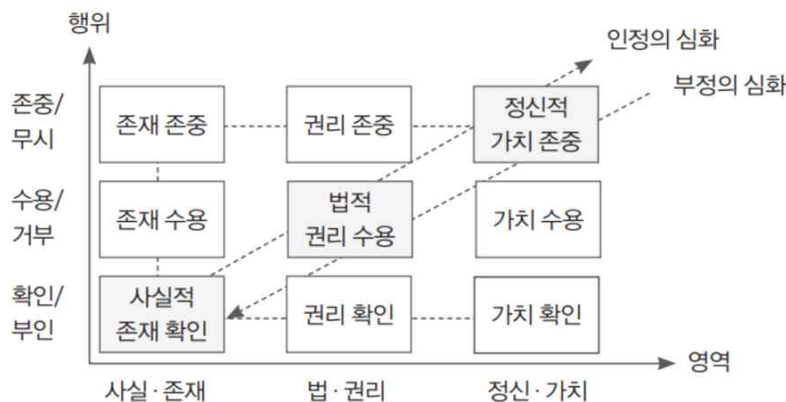 행위
인정의 심화
부정의 심화
존중/
무시
존재 존중
권리 존중
정신적
가치 존중
수용/
거부
존재 수용
법적
권리 수용
가치 수용
확인/
부인
사실적
존재 확인
권리 확인
가치 확인
영역
사실 · 존재
법 · 권리
정신 · 가치